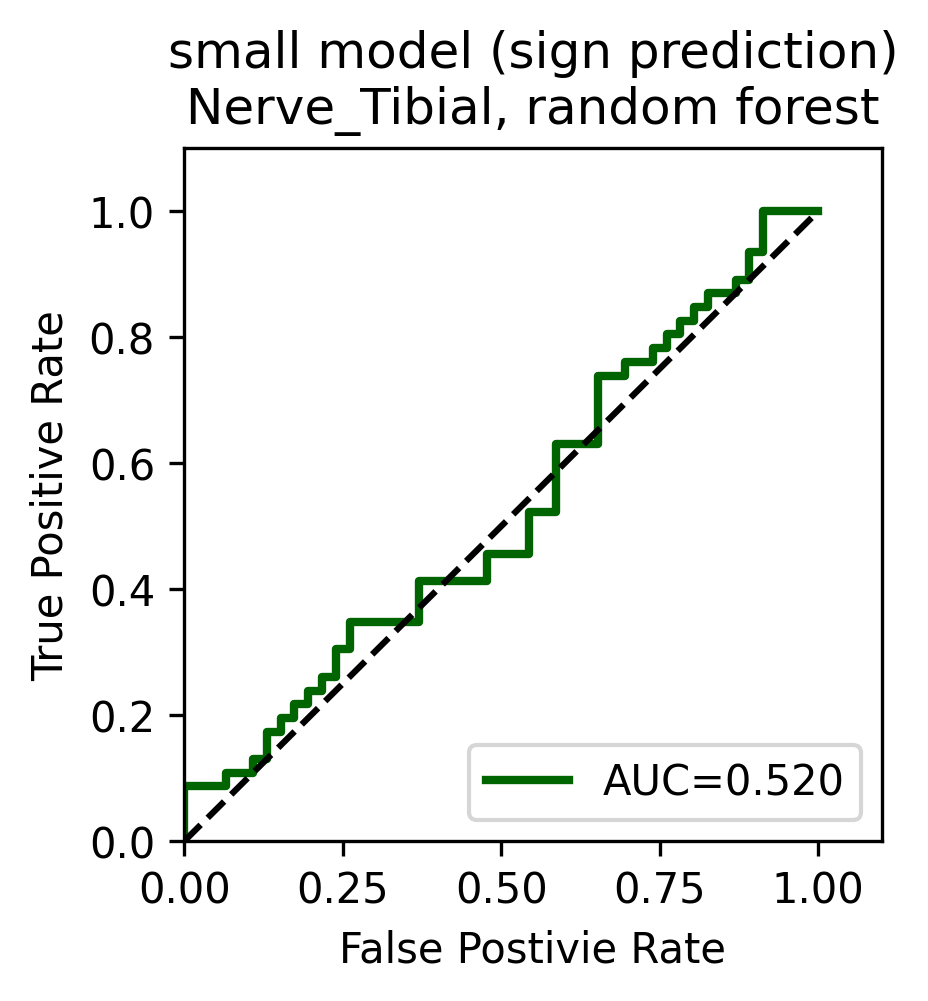 small model (sign prediction)
Nerve_Tibial, random forest
1.0
0.8
0.6
0.4
0.2
0.0
True Positive Rate
AUC=0.520
0.00 0.25 0.50 0.75 1.00
False Postivie Rate